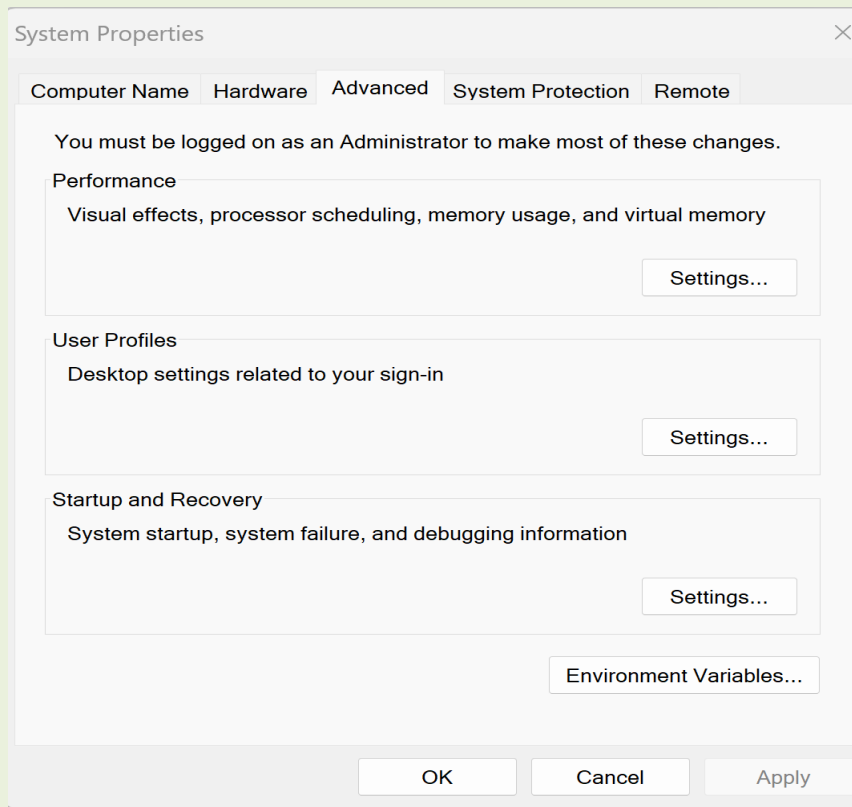 System Properties
Computer Name Hardware Advanced System Protection Remote
You must be logged on as an Administrator to make most of these changes.
Performance
Visual effects, processor scheduling, memory usage, and virtual memory
Settings...
User Profiles
Desktop settings related to your sign-in
Settings...
Startup and Recovery
System startup, system failure, and debugging information
Settings...
Environment Variables...
OK Cancel Apply